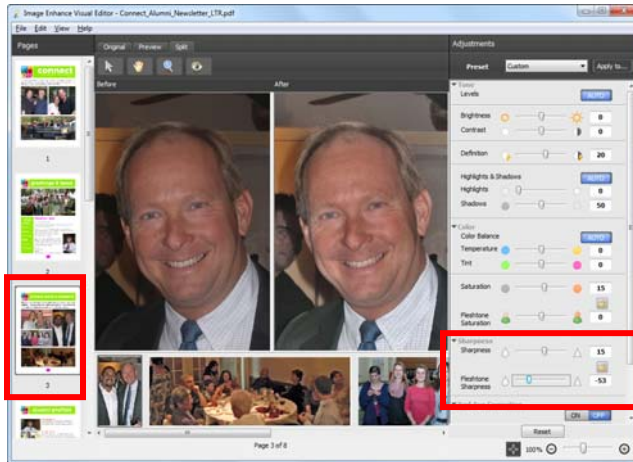 Image Enhance Visual Editor - Connect_Alumni_Newsletter_LTR.pdf
File Edit View Help
Pages
Original Preview Split
Adjustments
Preset Custom Apply to...
Before After
connect
1
2
3
Tone
Levels AUTO
Brightness 0
Contrast 0
Definition 20
Highlights & Shadows AUTO
Highlights 0
Shadows 50
Color
Color Balance AUTO
Temperature 0
Tint 0
Saturation 15
Fleshtone
Saturation 0
Sharpness
Sharpness 15
Fleshtone
Sharpness -53
ON OFF
Reset
Page 3 of 8
100%